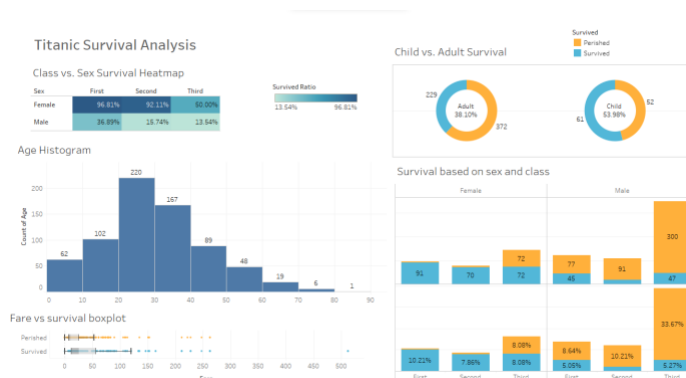 Titanic Survival Analysis
Class vs. Sex Survival Heatmap
Sex First Second Third
Female 96.81% 92.11% 50.00%
Male 36.89% 15.74% 13.54%
Survived Ratio
13.54% 96.81%
Survived
Perished
Survived
Child vs. Adult Survival
229
Adult
38.10%
372
61
Child
53.98%
52
Age Histogram
Count of Age
200
150
100
50
0
62 102 220 167 89 48 19 6 1
0 10 20 30 40 50 60 70 80 90
Survival based on sex and class
Female Male
91 70 72 72 77 45 91 300 47
10.21% 7.86% 8.08% 8.08% 8.64% 5.05% 10.21% 33.67% 5.27%
First Second Third First Second Third
Fare vs survival boxplot
Perished
Survived
0 50 100 150 200 250 300 350 400 450 500